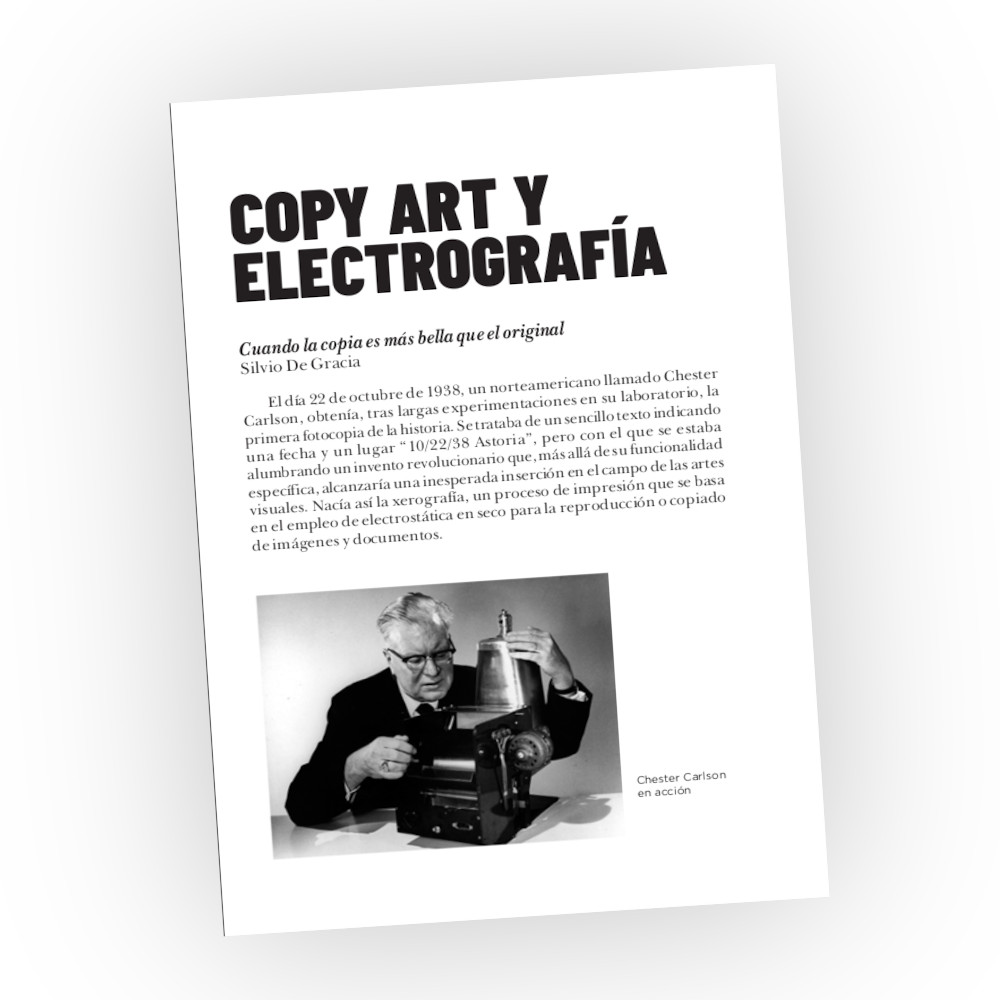 COPY ART Y
ELECTROGRAFÍA
Cuando la copia es más bella que el original
Silvio De Gracia
El día 22 de octubre de 1938, un norteamericano llamado Chester
Carlson, obtenía, tras largas experimentaciones en su laboratorio, la
primera fotocopia de la historia. Se trataba de un sencillo texto indicando
una fecha y un lugar “10/22/38 Astoria”, pero con el que se estaba
alumbrando un invento revolucionario que, más allá de su funcionalidad
específica, alcanzaría una inesperada inserción en el campo de las artes
visuales. Nacía así la xerografía, un proceso de impresión que se basa
en el empleo de electrostática en seco para la reproducción o copiado
de imágenes y documentos.
Chester Carlson
en acción